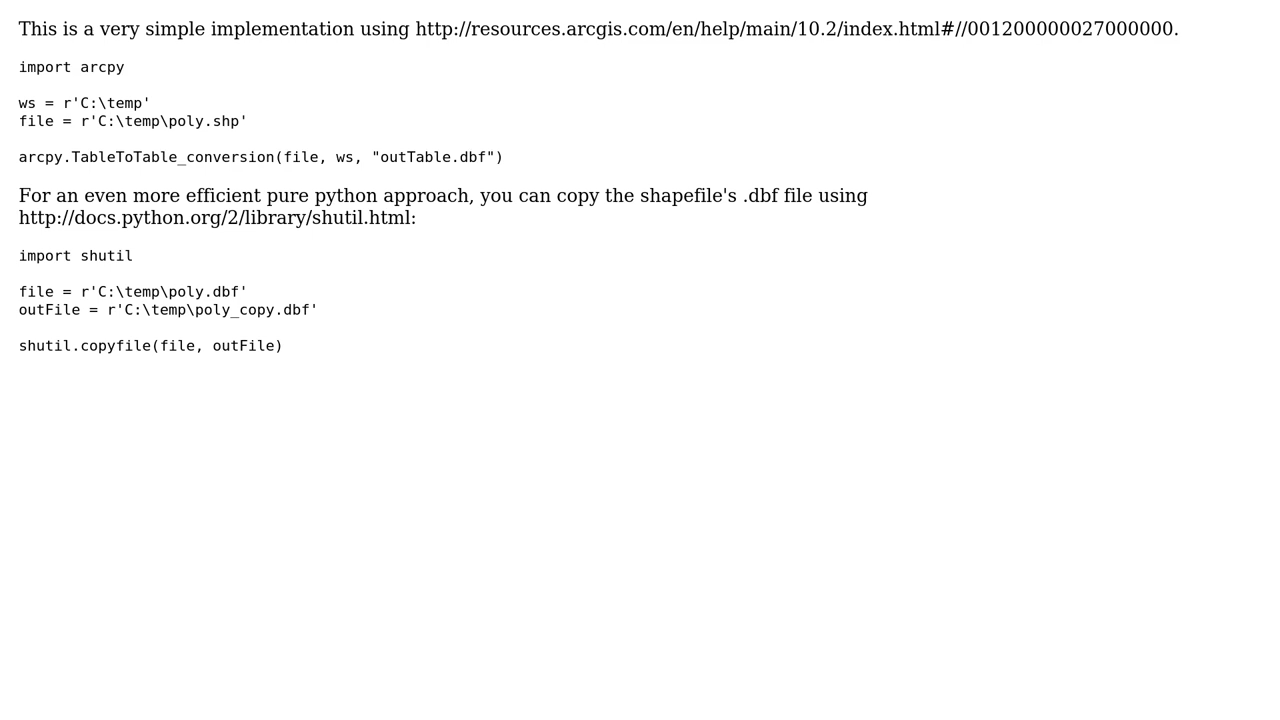 This is a very simple implementation using http://resources.arcgis.com/en/help/main/10.2/index.html#//001200000027000000.
import arcpy
ws = r'C:\temp'
file = r'C:\temp\poly.shp'
arcpy.TableToTable_conversion(file, ws, "outTable.dbf")
For an even more efficient pure python approach, you can copy the shapefile's .dbf file using
http://docs.python.org/2/library/shutil.html:
import shutil
file = r'C:\temp\poly.dbf'
outFile = r'C:\temp\poly_copy.dbf'
shutil.copyfile(file, outFile)